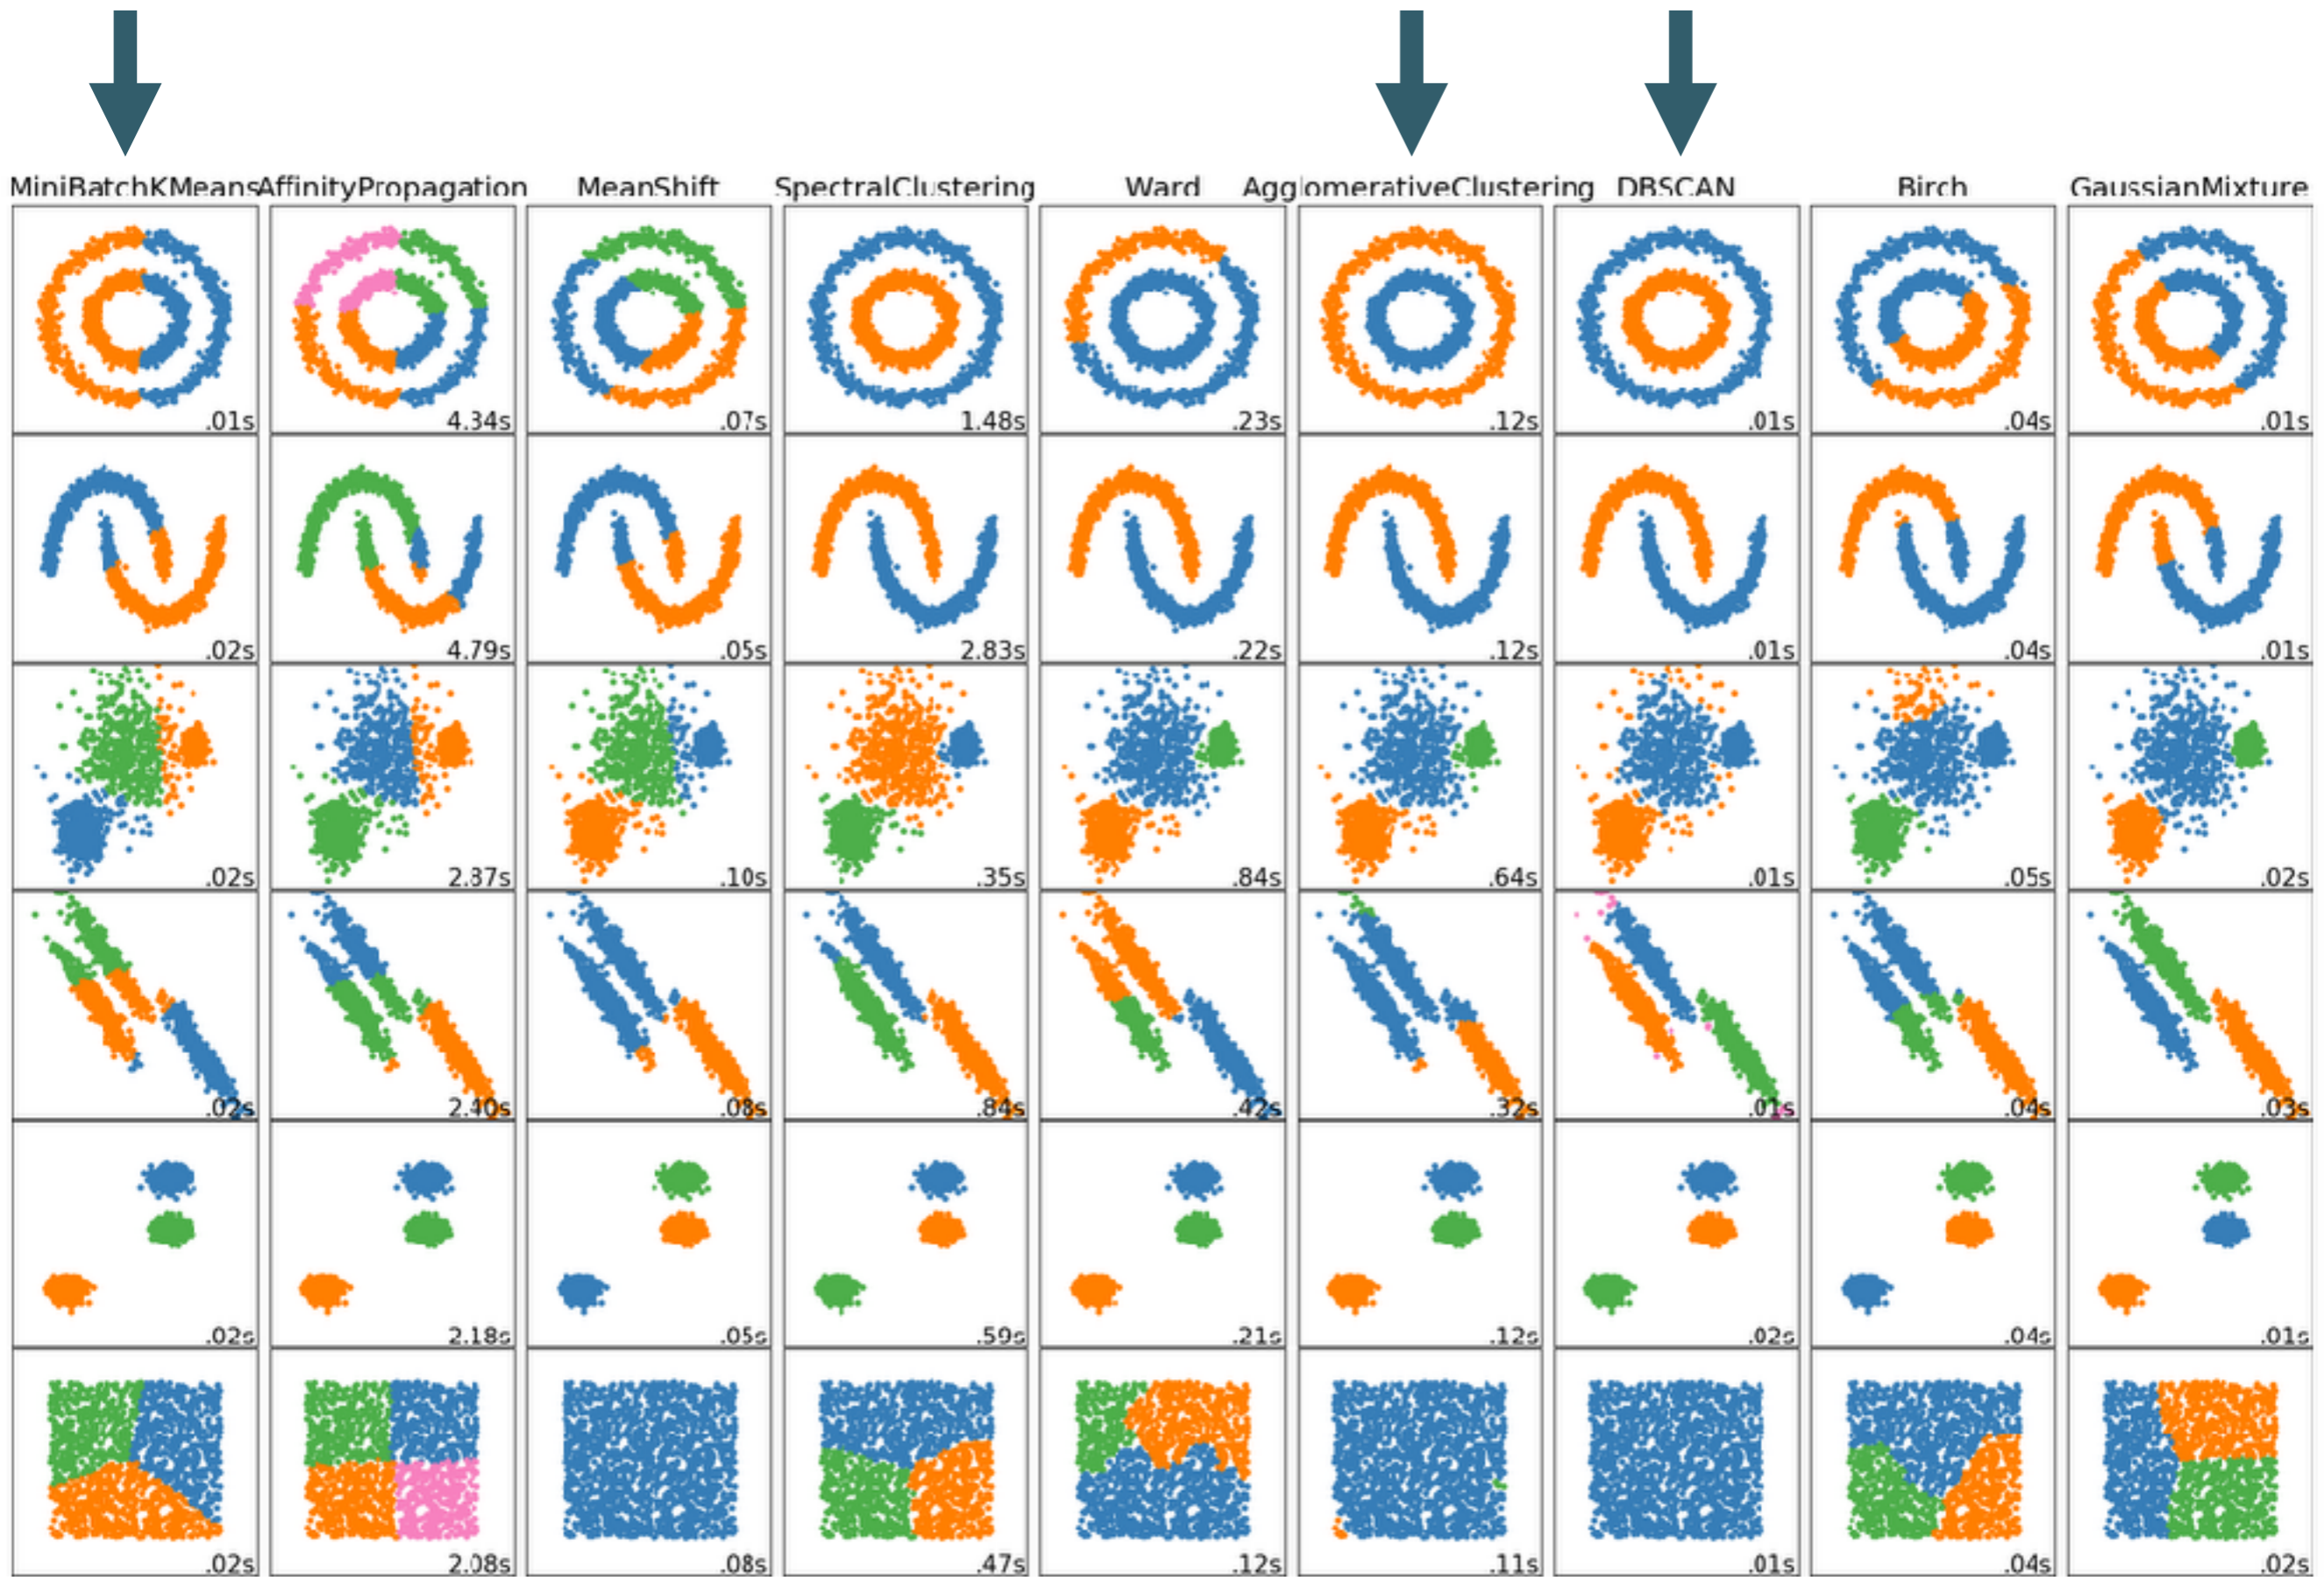 MiniBatchKMeans AffinityPropagation MeanShift SpectralClustering Ward AgglomerativeClustering DBSCAN Birch GaussianMixture
.01s 4.34s .07s 1.48s .23s .12s .01s .04s .01s
.02s 4.79s .05s 2.83s .22s .12s .01s .04s .01s
.02s 2.37s .10s .35s .84s .64s .01s .05s .02s
.02s 2.40s .08s .84s .42s .32s .01s .04s .03s
.02s 2.18s .05s .59s .21s .12s .02s .04s .01s
.02s 2.08s .08s .47s .12s .11s .01s .04s .02s